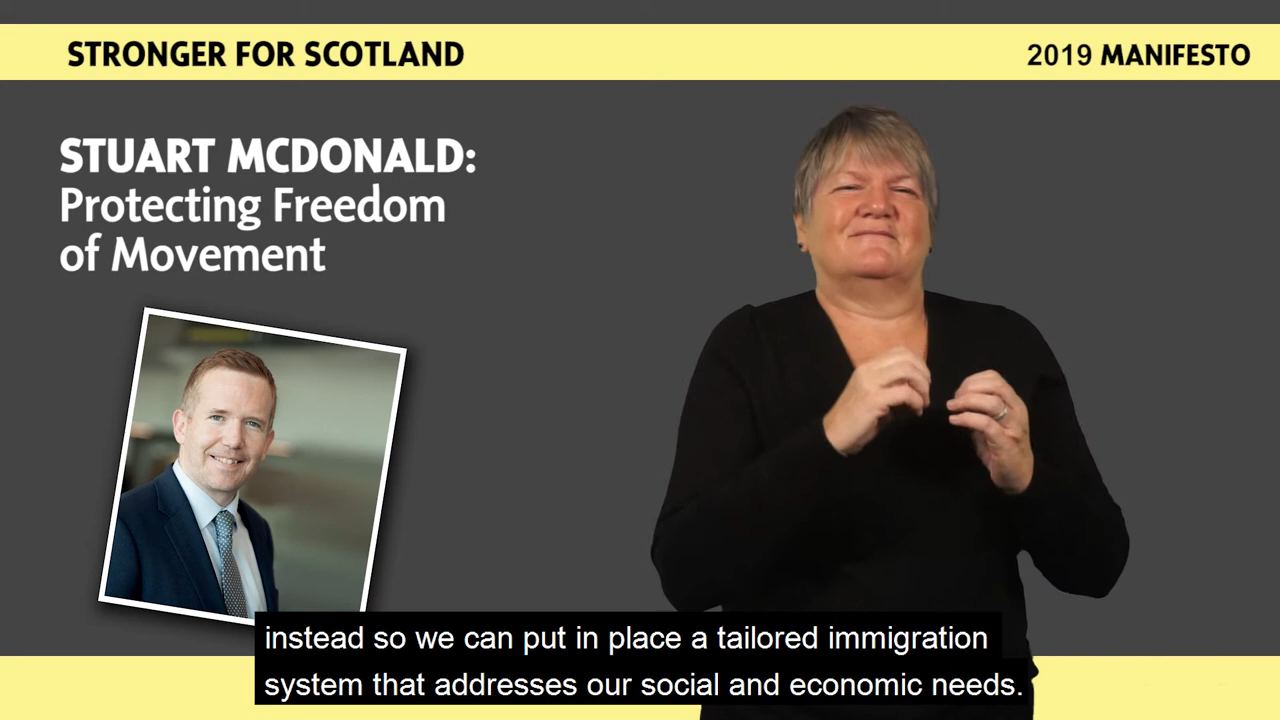 STRONGER FOR SCOTLAND
2019 MANIFESTO
STUART MCDONALD:
Protecting Freedom
of Movement
instead so we can put in place a tailored immigration
system that addresses our social and economic needs.